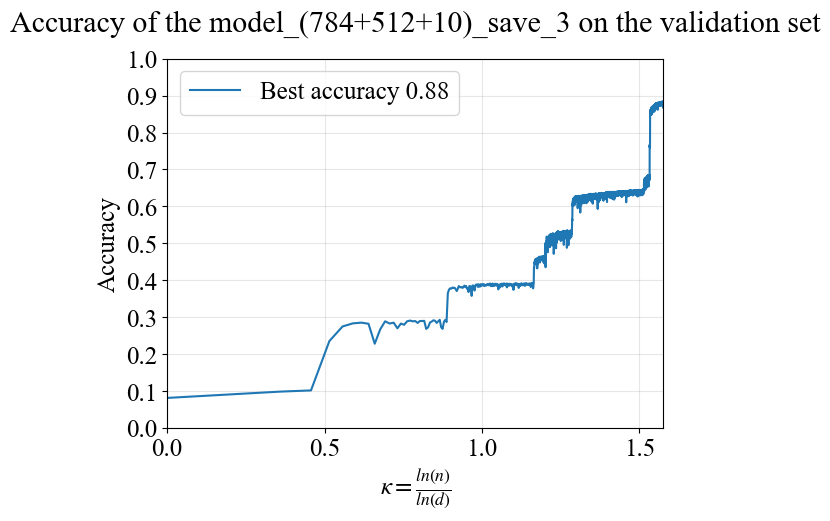 Accuracy of the model_(784+512+10)_save_3 on the validation set
Best accuracy 0.88
1.0
0.9
0.8
0.7
0.6
0.5
0.4
0.3
0.2
0.1
0.0
Accuracy
0.0 0.5 1.0 1.5
κ = ln(n)/ln(d)